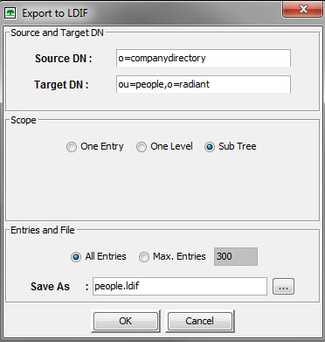 Export to LDIF
Source and Target DN
Source DN : o=companydirectory
Target DN : ou=people,o=radiant
Scope
One Entry One Level Sub Tree
Entries and File
All Entries Max. Entries 300
Save As : people.ldif ...
OK Cancel